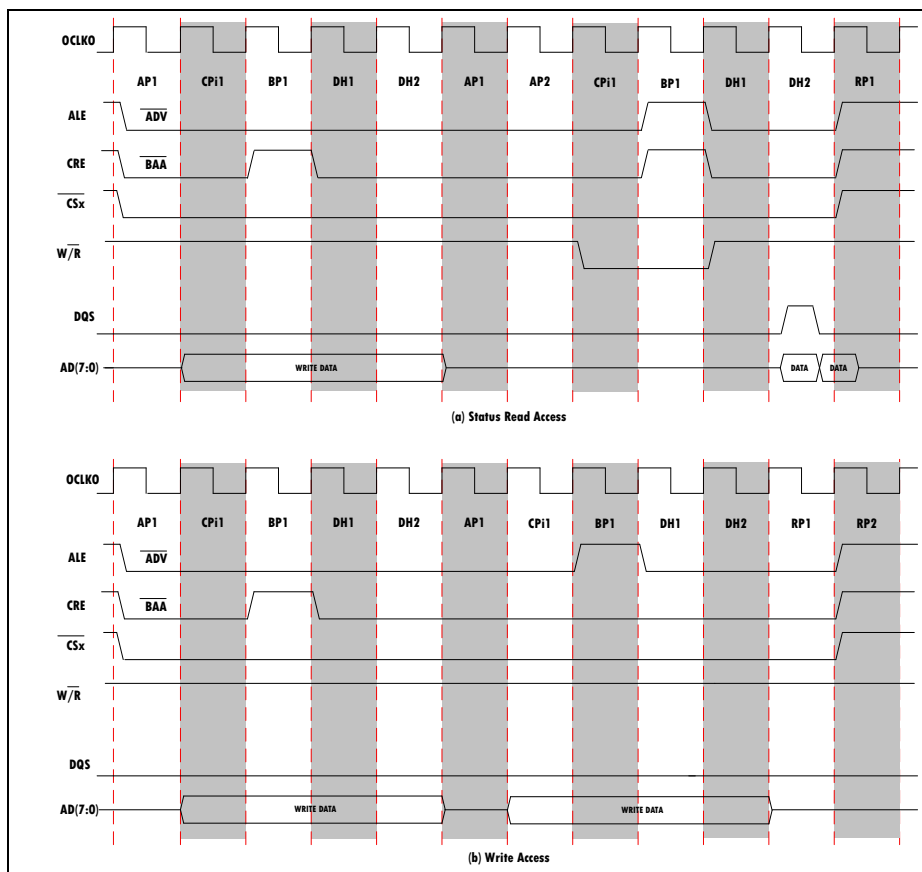 OCLKO
AP1 CPi1 BP1 DH1 DH2 AP1 AP2 CPi1 BP1 DH1 DH2 RP1
ALE ADV
CRE BAA
CSx
W/R
DQS
AD(7:0) WRITE DATA DATA DATA
(a) Status Read Access
OCLKO
AP1 CPi1 BP1 DH1 DH2 AP1 CPi1 BP1 DH1 DH2 RP1 RP2
ALE ADV
CRE BAA
CSx
W/R
DQS
AD(7:0) WRITE DATA WRITE DATA
(b) Write Access